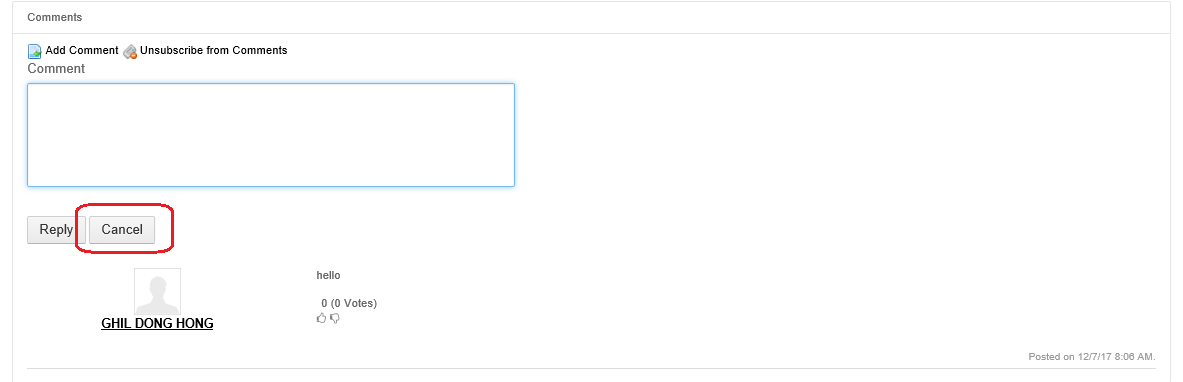 Comments
Add Comment Unsubscribe from Comments
Comment
Reply Cancel
hello
0 (0 Votes)
GHIL DONG HONG
Posted on 12/7/17 8:06 AM.